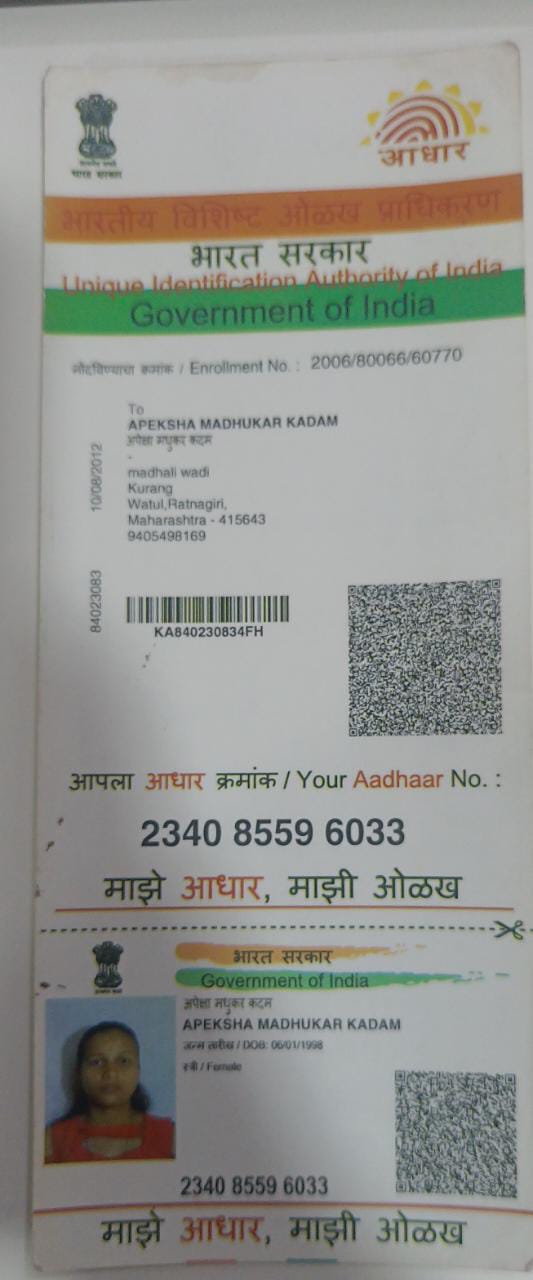 आधार
भारत सरकार
भारतीय विशिष्ट ओळख प्राधिकरण
भारत सरकार
Unique Identification Authority of India
Government of India
नोंदविण्याचा क्रमांक / Enrollment No. : 2006/80066/60770
To
APEKSHA MADHUKAR KADAM
अपेक्षा मधुकर कदम
-
madhali wadi
Kurang
Watul,Ratnagiri,
Maharashtra - 415643
9405498169
10/08/2012
84023083
KA840230834FH
आपला आधार क्रमांक / Your Aadhaar No. :
2340 8559 6033
माझे आधार, माझी ओळख
भारत सरकार
Government of India
अपेक्षा मधुकर कदम
APEKSHA MADHUKAR KADAM
जन्म तारीख / DOB: 06/01/1998
स्त्री / Female
2340 8559 6033
माझे आधार, माझी ओळख